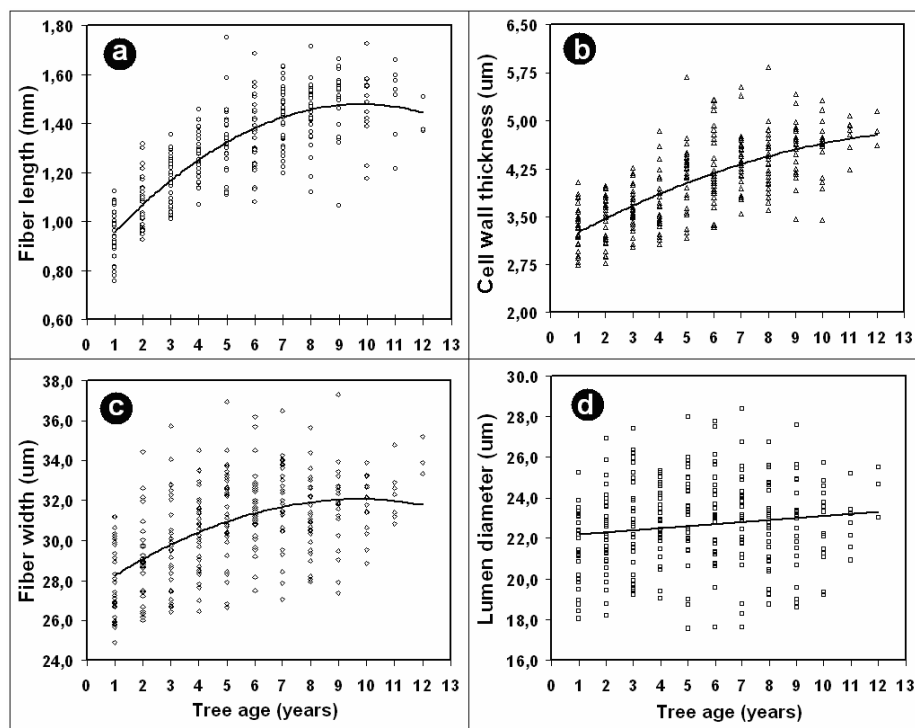 a
Fiber length (mm)
1,80
1,60
1,40
1,20
1,00
0,80
0,60
0 1 2 3 4 5 6 7 8 9 10 11 12 13
b
Cell wall thickness (um)
6,50
5,75
5,00
4,25
3,50
2,75
2,00
0 1 2 3 4 5 6 7 8 9 10 11 12 13
c
Fiber width (um)
38,0
36,0
34,0
32,0
30,0
28,0
26,0
24,0
0 1 2 3 4 5 6 7 8 9 10 11 12 13
Tree age (years)
d
Lumen diameter (um)
30.0
28,0
26,0
24,0
22,0
20,0
18,0
16,0
0 1 2 3 4 5 6 7 8 9 10 11 12 13
Tree age (years)